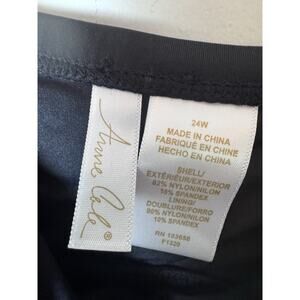 Anne Cole®
24W
MADE IN CHINA
FABRIQUÉ EN CHINE
HECHO EN CHINA
SHELL/
EXTÉRIEUR/EXTERIOR
82% NYLON/NILON
18% SPANDEX
LINING/
DOUBLURE/FORRO
90% NYLON/NILON
10% SPANDEX
RN 103658
P1520